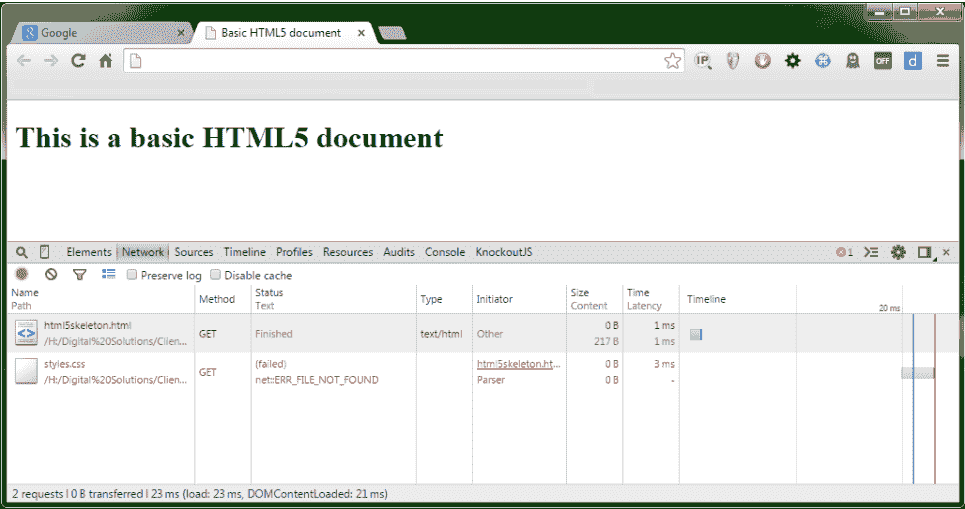 Google
Basic HTML5 document
IP
OFF
d
This is a basic HTML5 document
Elements Network Sources Timeline Profiles Resources Audits Console KnockoutJS 1
Preserve log Disable cache
Name Method Status Type Initiator Size Time Timeline
Path Text Content Latency 20 ms
html5skeleton.html GET Finished text/html Other 0 B 1 ms
/H:/Digital%20Solutions/Clien... 217 B 1 ms
styles.css GET (failed) html5skeleton.ht... 0 B 3 ms
/H:/Digital%20Solutions/Clien... net::ERR_FILE_NOT_FOUND Parser 0 B -
2 requests | 0 B transferred | 23 ms (load: 23 ms, DOMContentLoaded: 21 ms)